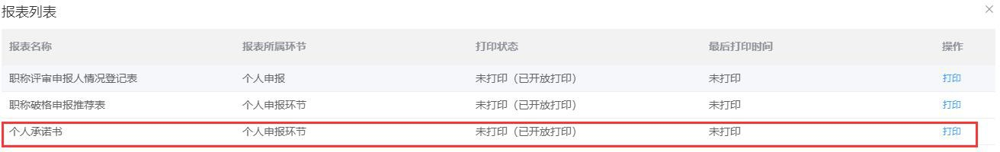 报表列表
报表名称 报表所属环节 打印状态 最后打印时间 操作
职称评审申报人情况登记表 个人申报 未打印（已开放打印） 未打印 打印
职称破格申报推荐表 个人申报环节 未打印（已开放打印） 未打印 打印
个人承诺书 个人申报环节 未打印（已开放打印） 未打印 打印